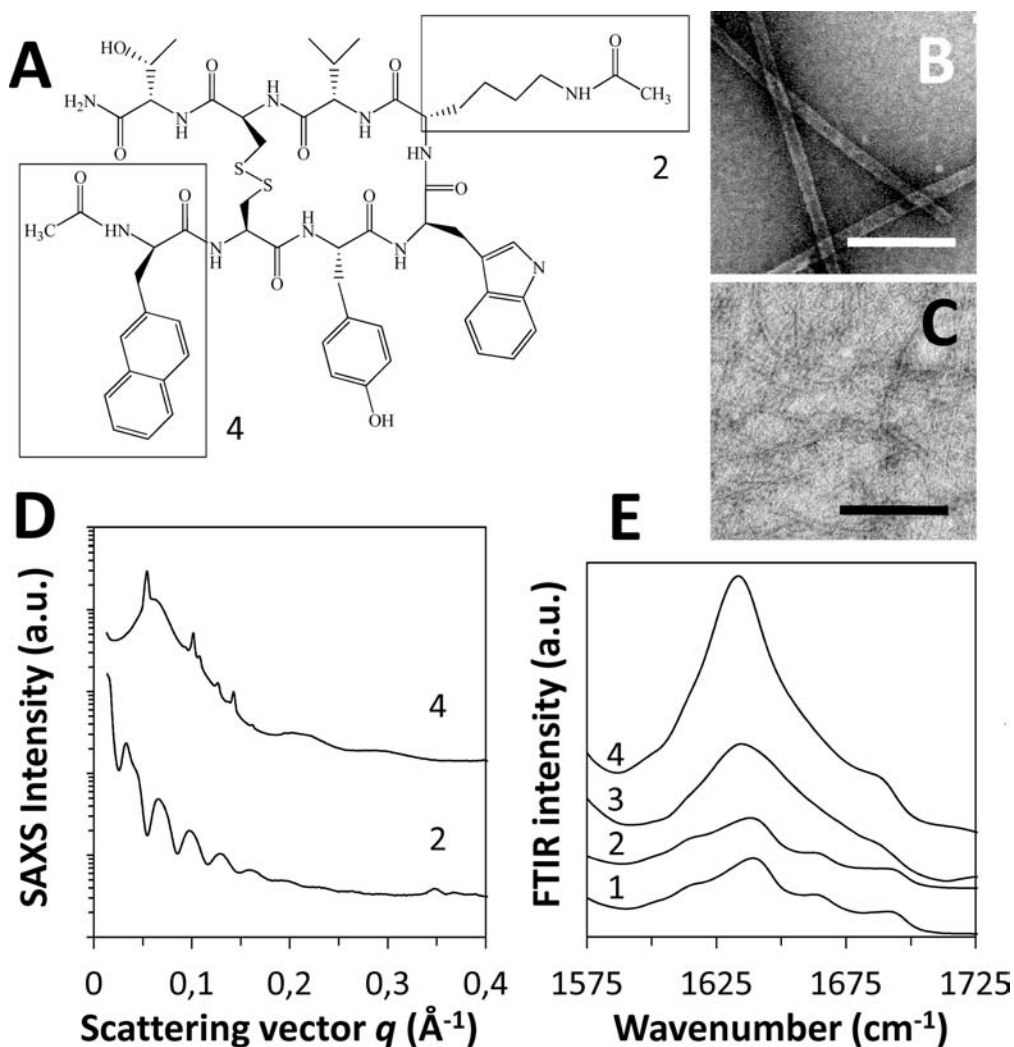 A
HO
O
O
O
O
H₂N
N
H
H
N
N
H
H
N
O
O
O
NH
CH₃
2
NH
O
S
S
O
H₃C
HN
O
N
H
O
H
N
O
N
H
N
4
OH
B
C
D
SAXS Intensity (a.u.)
4
2
0
0,1
0,2
0,3
0,4
Scattering vector q (Å⁻¹)
E
FTIR intensity (a.u.)
4
3
2
1
1575
1625
1675
1725
Wavenumber (cm⁻¹)